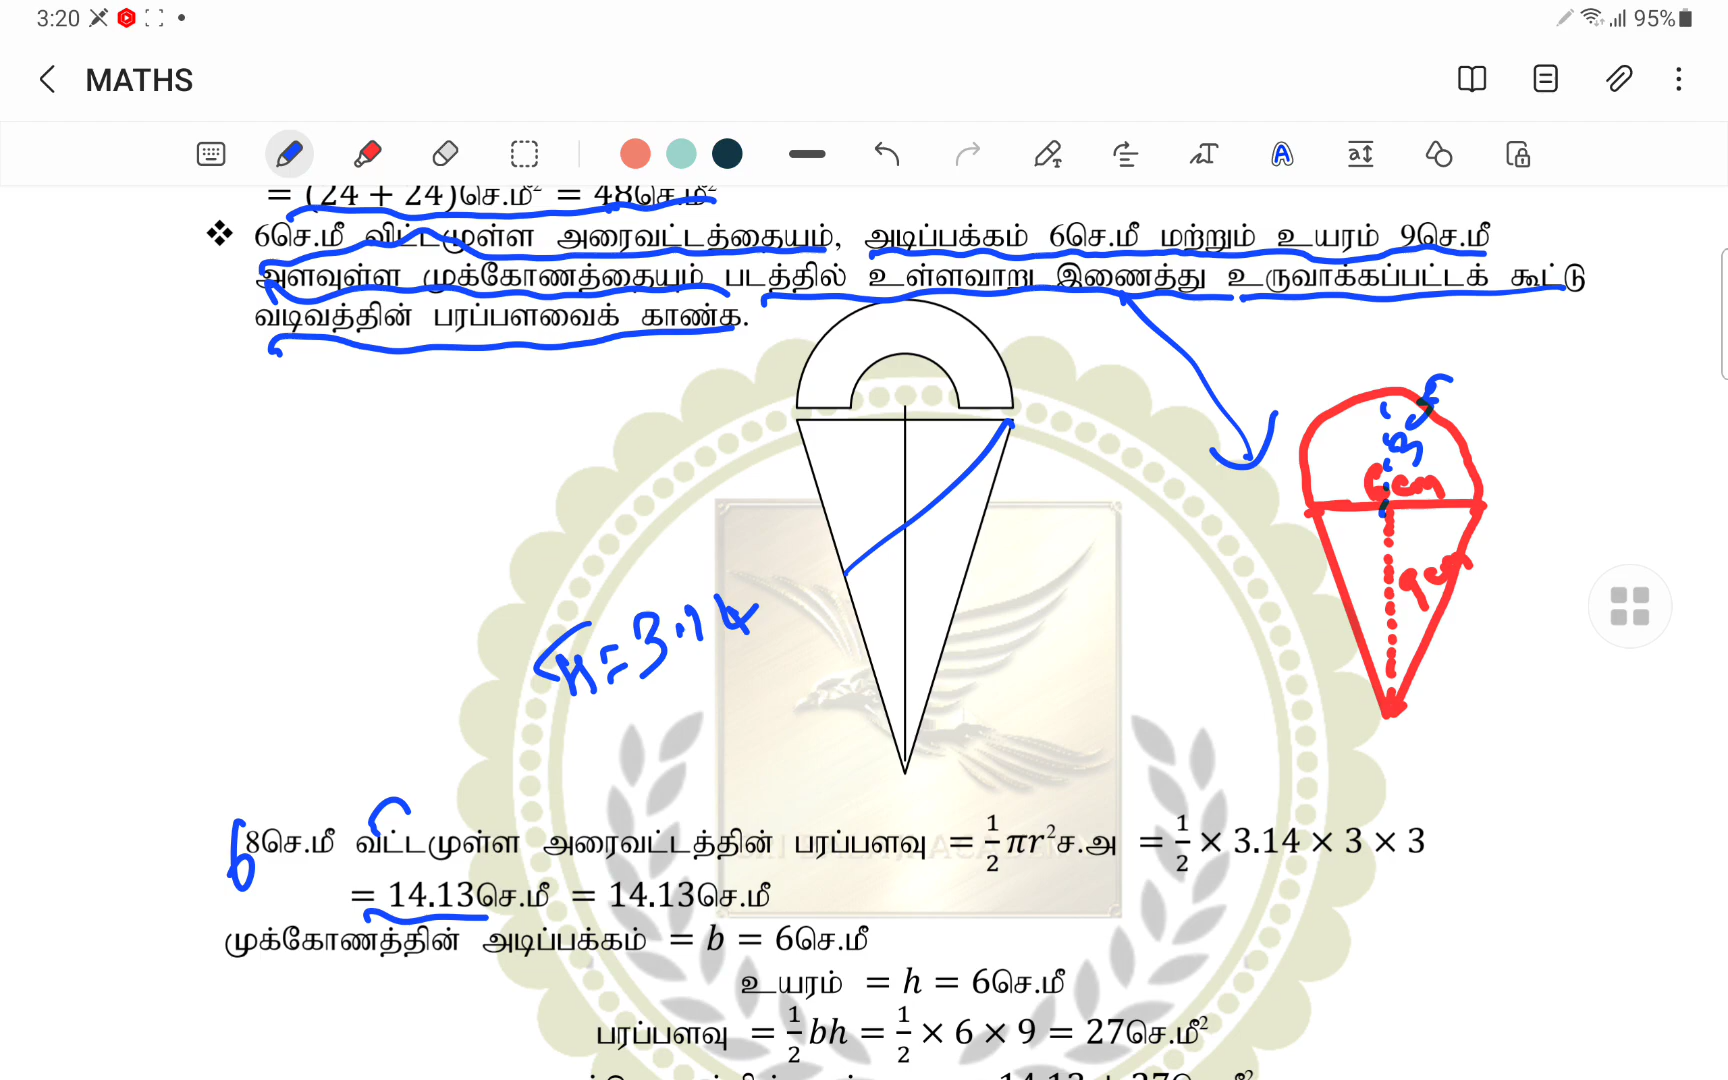 3:20
95%
MATHS
= (24 + 24)செ.மீ² = 48செ.மீ²
❖ 6செ.மீ விட்டமுள்ள அரைவட்டத்தையும், அடிப்பக்கம் 6செ.மீ மற்றும் உயரம் 9செ.மீ
அளவுள்ள முக்கோணத்தையும் படத்தில் உள்ளவாறு இணைத்து உருவாக்கப்பட்டக் கூட்டு
வடிவத்தின் பரப்பளவைக் காண்க.
3
6cm
9cm
π=3.14
6
8செ.மீ வட்டமுள்ள அரைவட்டத்தின் பரப்பளவு = 1/2 πr² ச.அ = 1/2 × 3.14 × 3 × 3
= 14.13செ.மீ = 14.13செ.மீ
முக்கோணத்தின் அடிப்பக்கம் = b = 6செ.மீ
உயரம் = h = 6செ.மீ
பரப்பளவு = 1/2 bh = 1/2 × 6 × 9 = 27செ.மீ²